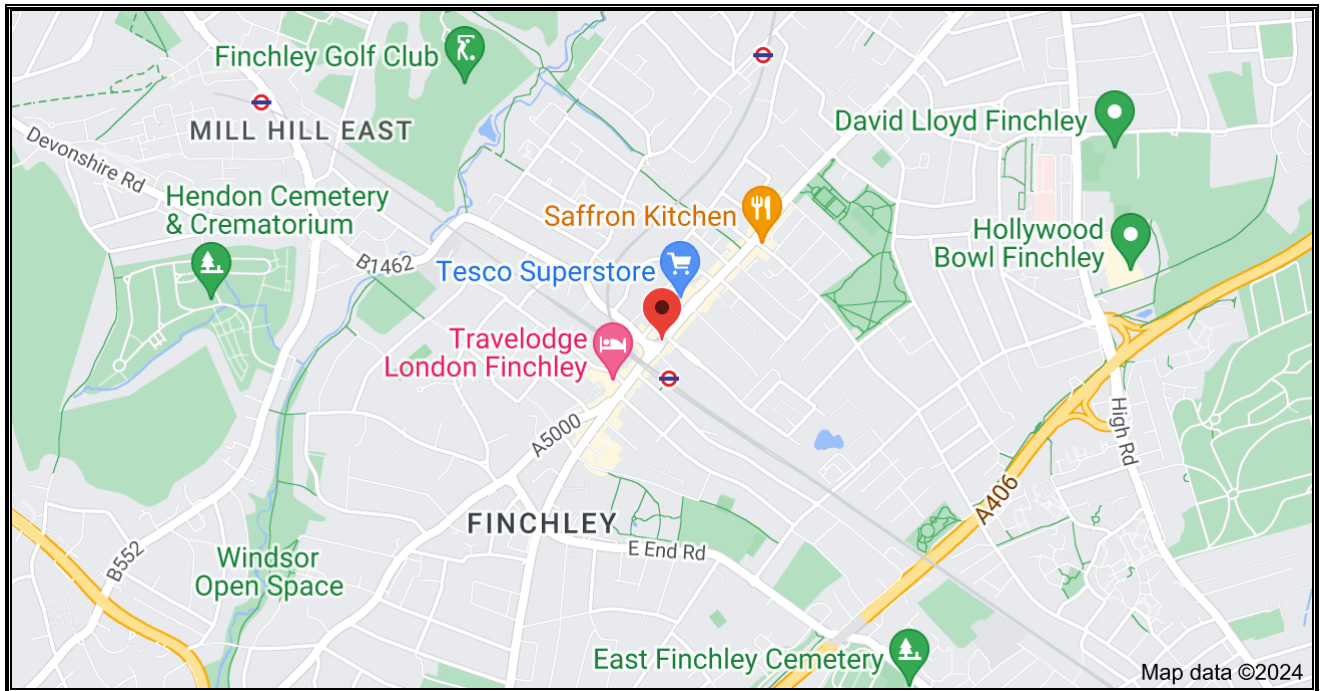 Finchley Golf Club
MILL HILL EAST
Devonshire Rd
David Lloyd Finchley
Hendon Cemetery
& Crematorium
Saffron Kitchen
Hollywood
Bowl Finchley
B1462
Tesco Superstore
Travelodge
London Finchley
A5000
High Rd
A406
FINCHLEY
E End Rd
B552
Windsor
Open Space
East Finchley Cemetery
Map data ©2024